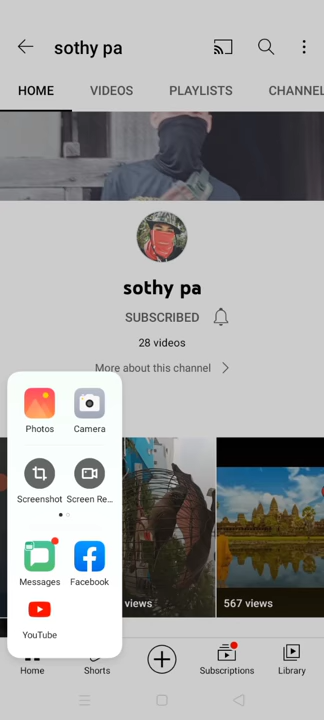 sothy pa
HOME VIDEOS PLAYLISTS CHANNEL
sothy pa
SUBSCRIBED
28 videos
More about this channel
Photos Camera
Screenshot Screen Re...
views 567 views
Messages Facebook
YouTube
Home Shorts Subscriptions Library